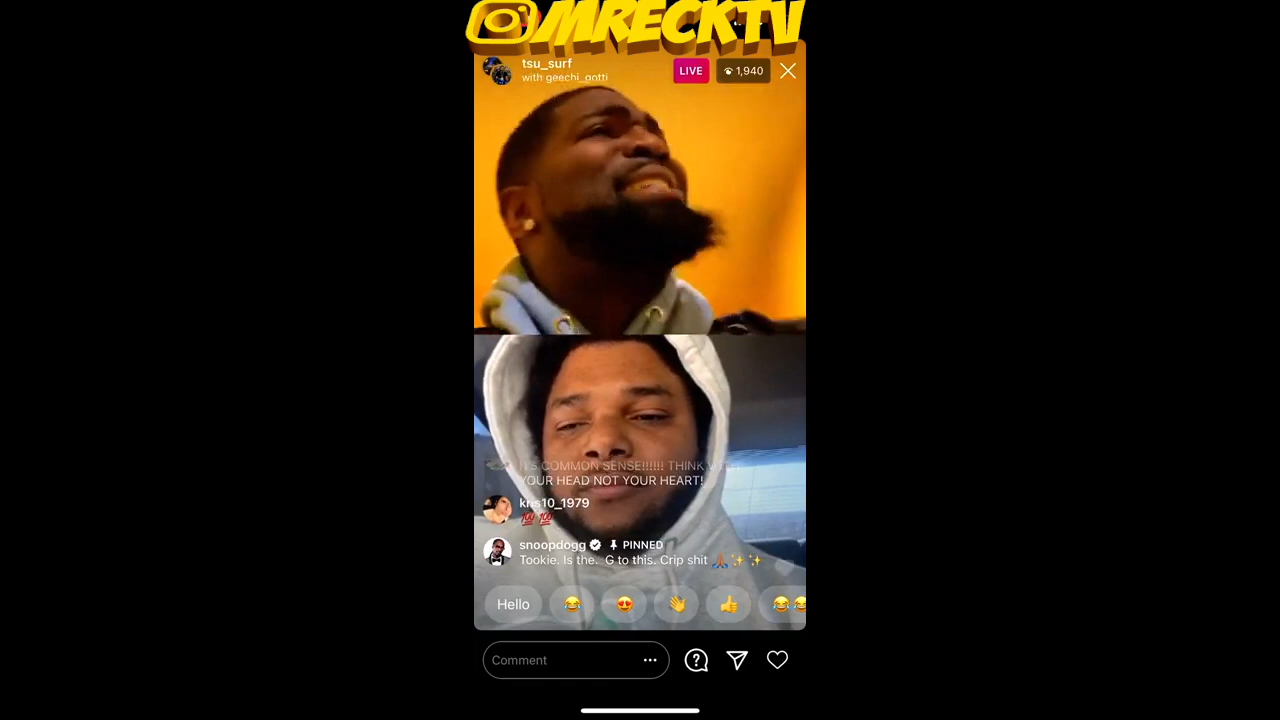 @MRECKTV
tsu_surf
with geechi_gotti
LIVE
1,940
IT'S COMMON SENSE!!!!!! THINK WITH
YOUR HEAD NOT YOUR HEART!
💯 💯
snoopdogg PINNED
Tookie. Is the. G to this. Crip shit 🙏🏾✨✨
Hello
Comment